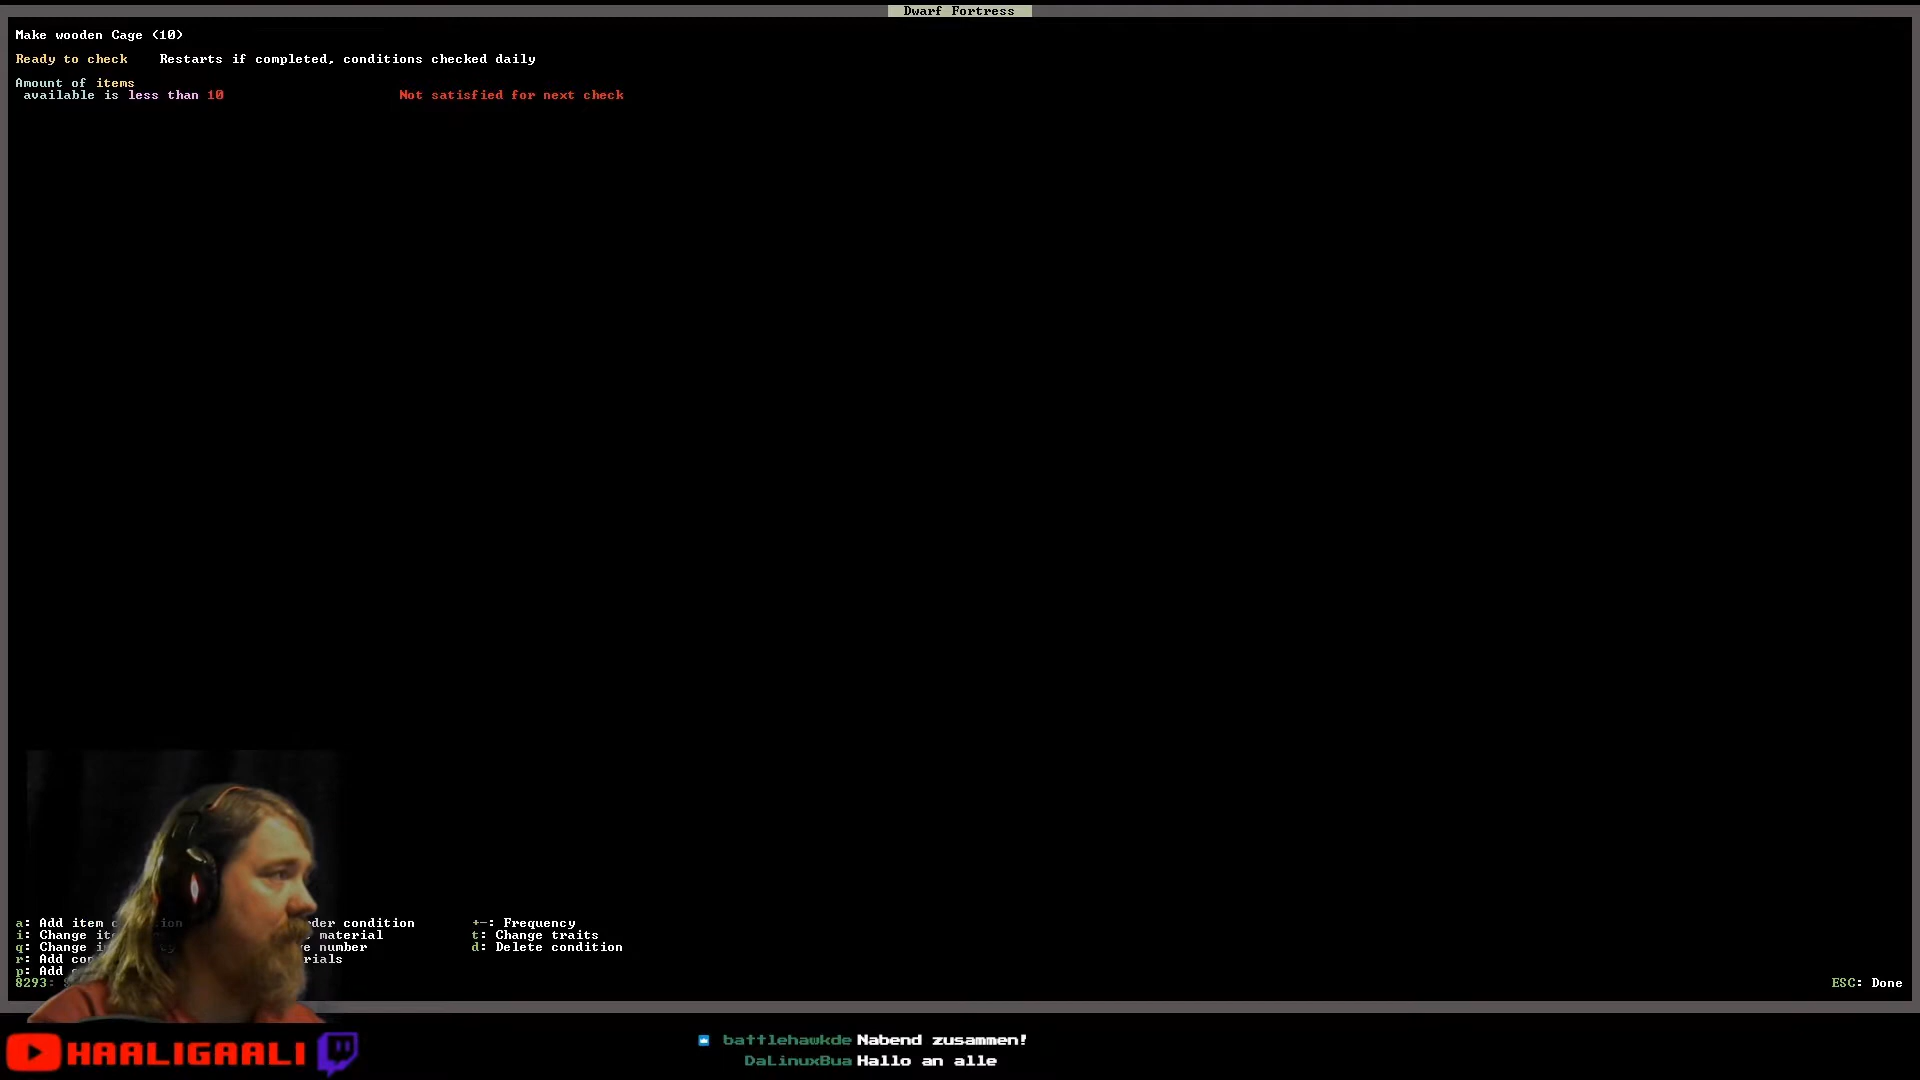 Dwarf Fortress
Make wooden Cage (10)
Ready to check Restarts if completed, conditions checked daily
Amount of items
available is less than 10 Not satisfied for next check
a: Add item condition order condition +-: Frequency
i: Change material t: Change traits
q: Change number d: Delete condition
r: Add
p: Add
8293: ESC: Done
HAALIGAALI
battlehawkde Nabend zusammen!
DaLinuxBua Hallo an alle